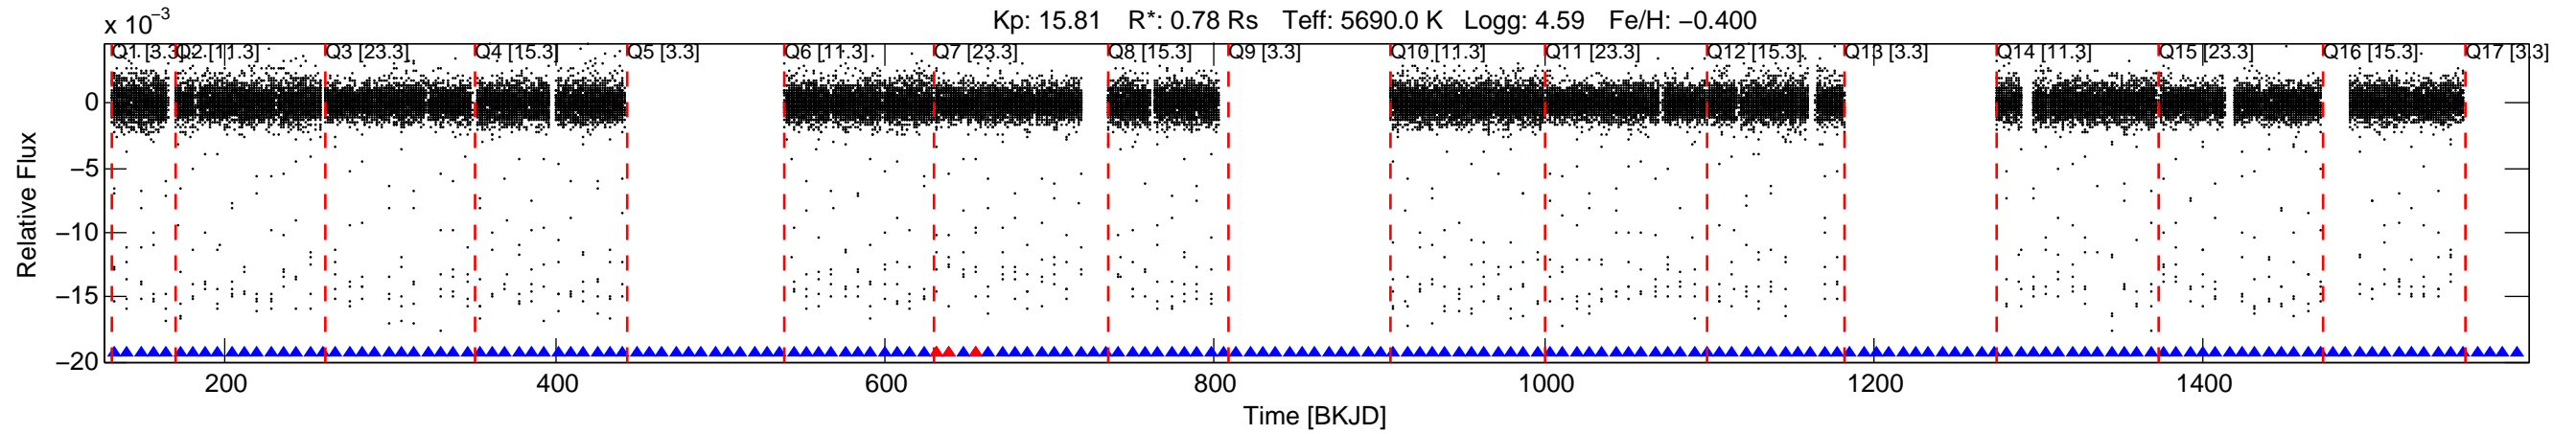 x 10−3
Kp: 15.81 R*: 0.78 Rs Teff: 5690.0 K Logg: 4.59 Fe/H: −0.400
Q1 [3.3] Q2 [11.3] Q3 [23.3] Q4 [15.3] Q5 [3.3] Q6 [11.3] Q7 [23.3] Q8 [15.3] Q9 [3.3] Q10 [11.3] Q11 [23.3] Q12 [15.3] Q13 [3.3] Q14 [11.3] Q15 [23.3] Q16 [15.3] Q17 [3.3]
0
−5
−10
−15
−20
Relative Flux
200 400 600 800 1000 1200 1400
Time [BKJD]